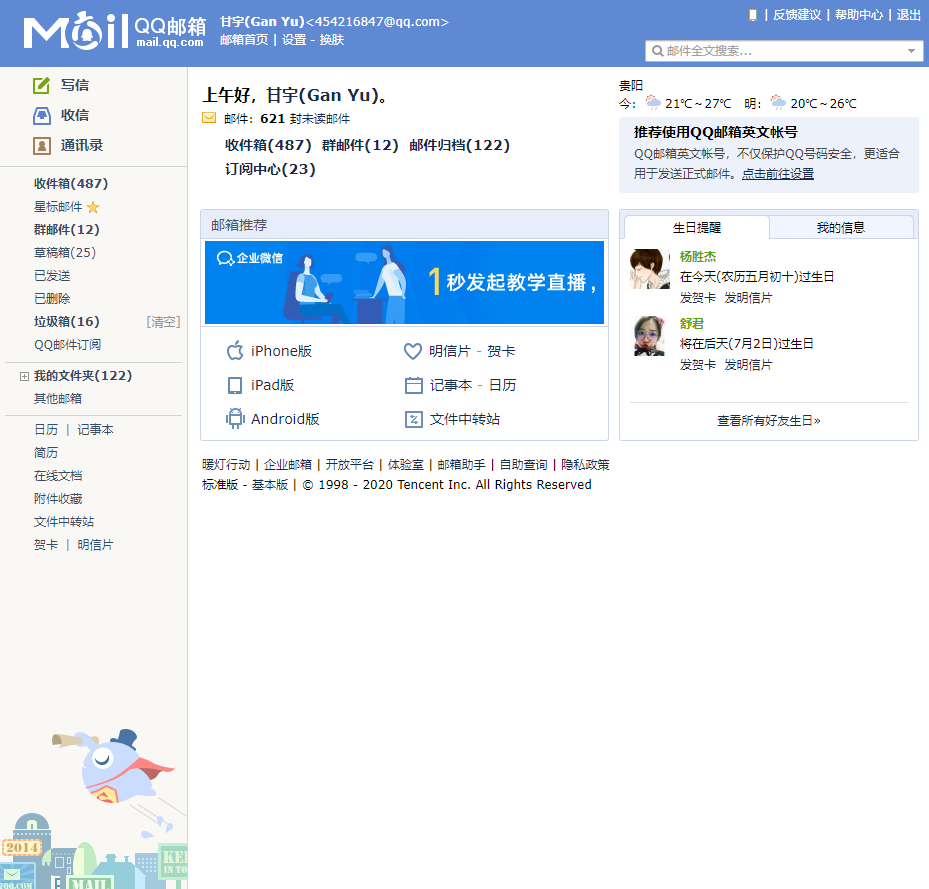 Mail QQ邮箱
mail.qq.com
甘宇(Gan Yu)<454216847@qq.com>
邮箱首页 | 设置 - 换肤
| 反馈建议 | 帮助中心 | 退出
邮件全文搜索...
写信
收信
通讯录
收件箱(487)
星标邮件
群邮件(12)
草稿箱(25)
已发送
已删除
垃圾箱(16) [清空]
QQ邮件订阅
我的文件夹(122)
其他邮箱
日历 | 记事本
简历
在线文档
附件收藏
文件中转站
贺卡 | 明信片
2014
MAIL
KEE
IN TO
上午好，甘宇(Gan Yu)。
邮件：621 封未读邮件
收件箱(487) 群邮件(12) 邮件归档(122)
订阅中心(23)
贵阳
今： 21℃～27℃ 明： 20℃～26℃
推荐使用QQ邮箱英文帐号
QQ邮箱英文帐号，不仅保护QQ号码安全，更适合
用于发送正式邮件。点击前往设置
邮箱推荐
企业微信
1秒发起教学直播，
iPhone版
明信片 - 贺卡
iPad版
记事本 - 日历
Android版
文件中转站
生日提醒
我的信息
杨胜杰
在今天(农历五月初十)过生日
发贺卡 发明信片
舒君
将在后天(7月2日)过生日
发贺卡 发明信片
查看所有好友生日»
暖灯行动 | 企业邮箱 | 开放平台 | 体验室 | 邮箱助手 | 自助查询 | 隐私政策
标准版 - 基本版 | © 1998 - 2020 Tencent Inc. All Rights Reserved